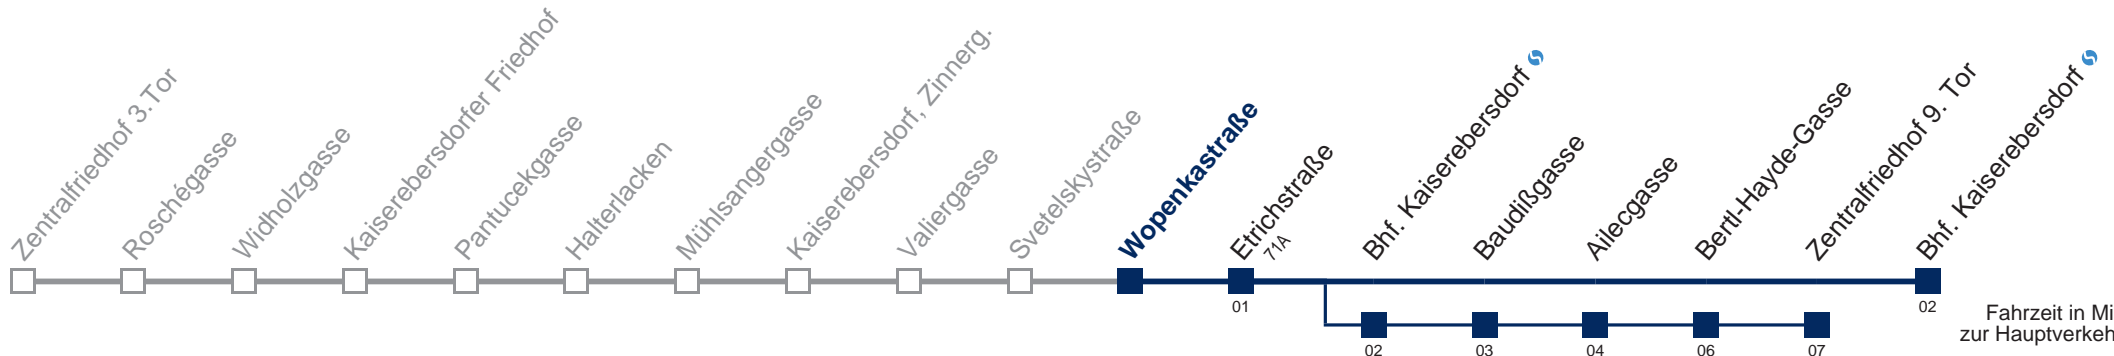 Zentralfriedhof 3.Tor
Roschégasse
Widholzgasse
Kaiserebersdorfer Friedhof
Pantucekgasse
Halterlacken
Mühlsangergasse
Kaiserebersdorf, Zinnerg.
Valiergasse
Svetelskystraße
Wopenkastraße
Etrichstraße
71A
Bhf. Kaiserebersdorf
Baudißgasse
Ailecgasse
Bertl-Hayde-Gasse
Zentralfriedhof 9. Tor
Bhf. Kaiserebersdorf
01
02
02
03
04
06
07
Fahrzeit in Mi
zur Hauptverkeh